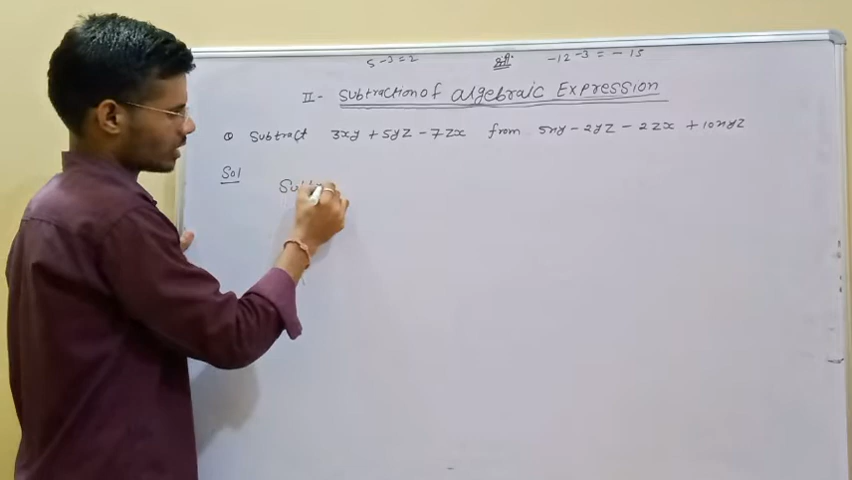 5-3=2
-12-3=-15
II- Subtraction of algebraic Expression
Q Subtract 3xy + 5yz - 7zx from 5xy - 2yz - 2zx + 10xyz
Sol